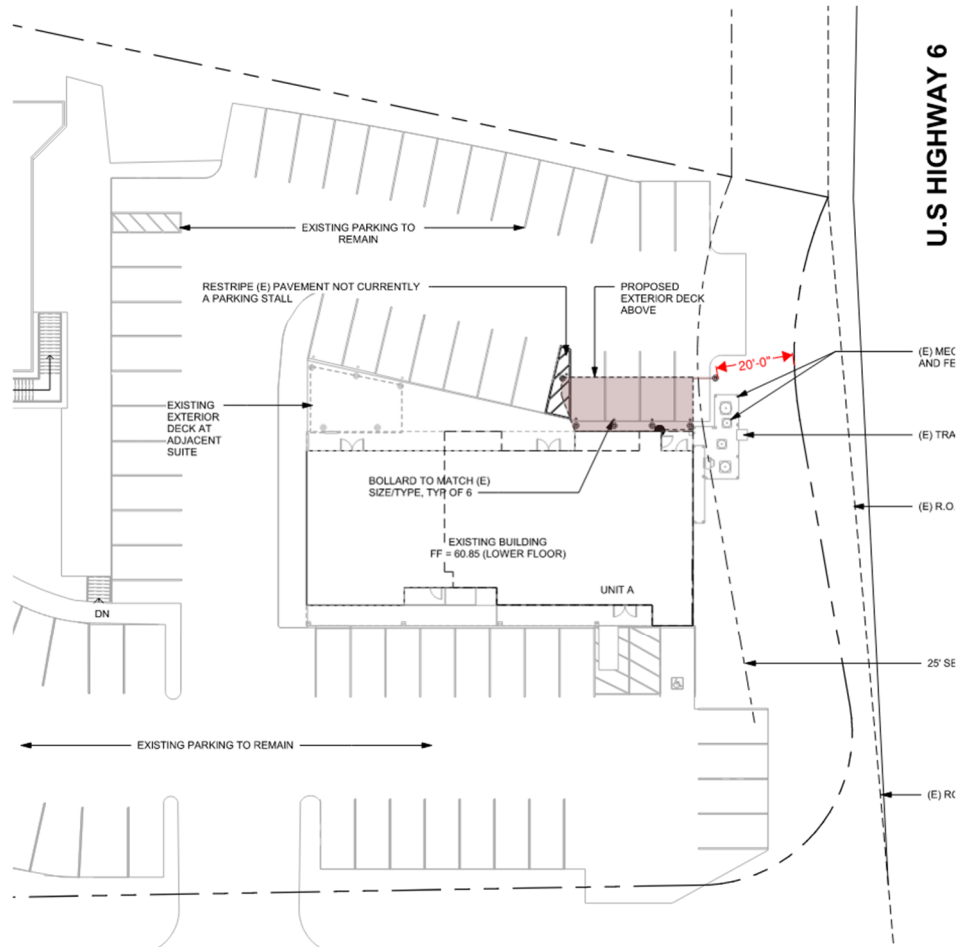 U.S HIGHWAY 6
EXISTING PARKING TO
REMAIN
RESTRIPE (E) PAVEMENT NOT CURRENTLY
A PARKING STALL
PROPOSED
EXTERIOR DECK
ABOVE
20'-0"
(E) MEC
AND FE
EXISTING
EXTERIOR
DECK AT
ADJACENT
SUITE
(E) TRA
BOLLARD TO MATCH (E)
SIZE/TYPE, TYP OF 6
(E) R.O.
EXISTING BUILDING
FF = 60.85 (LOWER FLOOR)
UNIT A
DN
25' SE
EXISTING PARKING TO REMAIN
(E) RO